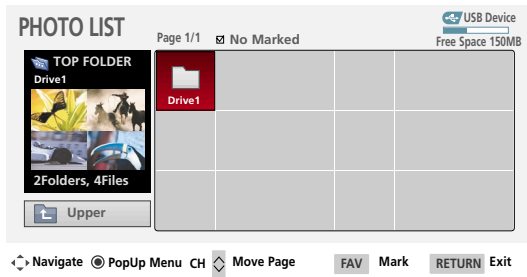 PHOTO LIST
Page 1/1
No Marked
USB Device
Free Space 150MB
TOP FOLDER
Drive1
Drive1
2Folders, 4Files
Upper
Navigate
PopUp Menu
CH
Move Page
FAV
Mark
RETURN
Exit